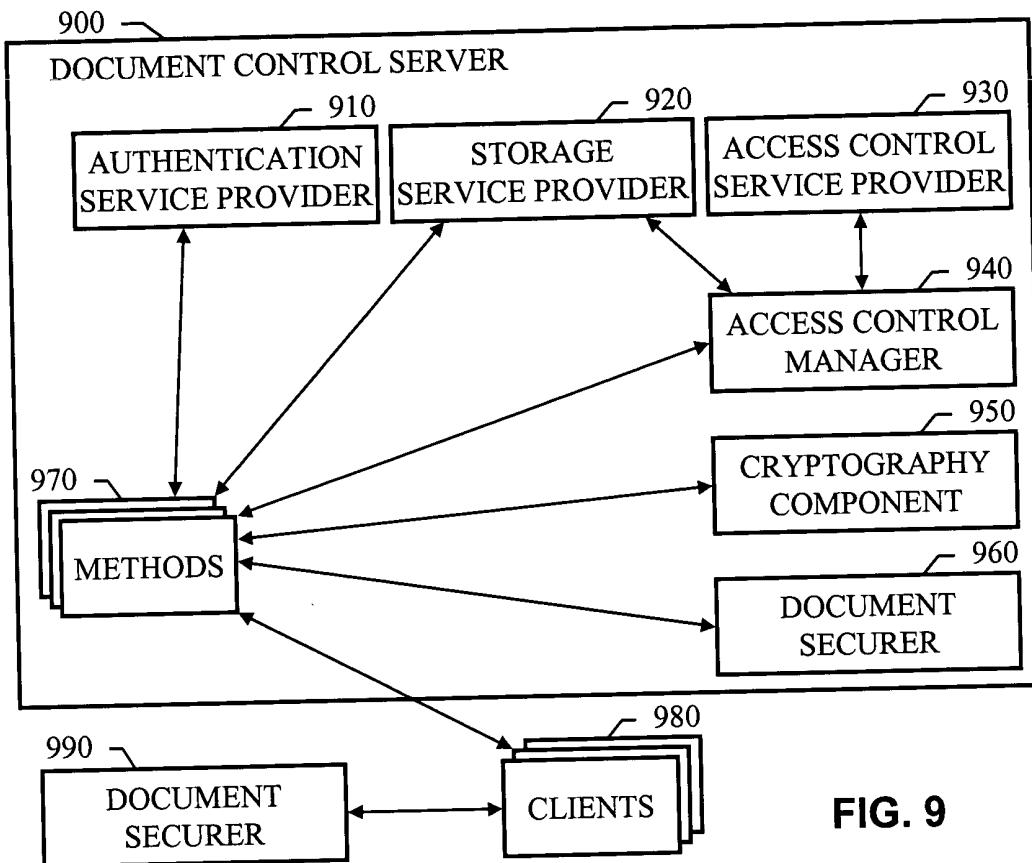 900
DOCUMENT CONTROL SERVER
910
AUTHENTICATION
SERVICE PROVIDER
920
STORAGE
SERVICE PROVIDER
930
ACCESS CONTROL
SERVICE PROVIDER
940
ACCESS CONTROL
MANAGER
950
CRYPTOGRAPHY
COMPONENT
970
METHODS
960
DOCUMENT
SECURER
990
DOCUMENT
SECURER
980
CLIENTS
FIG. 9